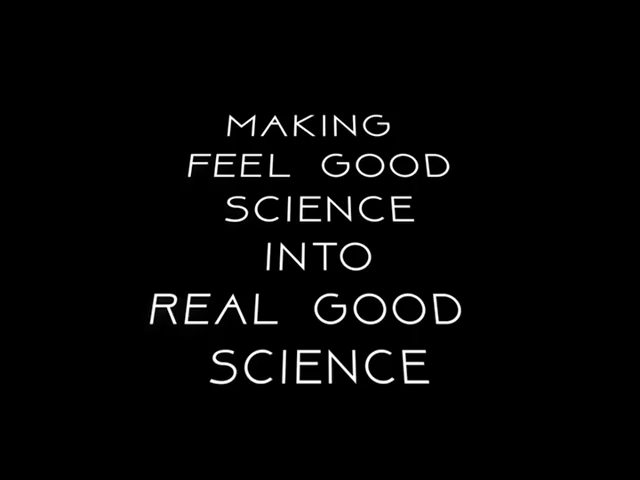 MAKING
FEEL GOOD
SCIENCE
INTO
REAL GOOD
SCIENCE